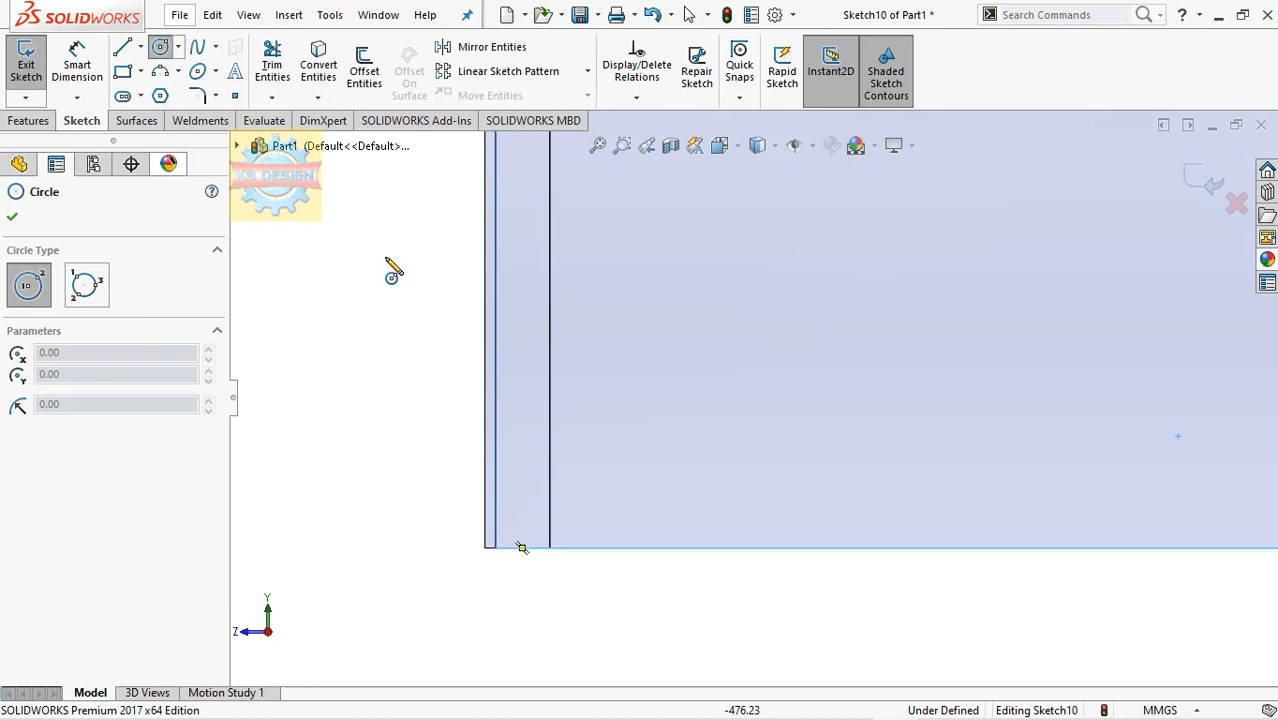 SOLIDWORKS File Edit View Insert Tools Window Help Sketch10 of Part1 * Search Commands ?
Exit Sketch Smart Dimension Trim Entities Convert Entities Offset Entities Offset On Surface Mirror Entities Linear Sketch Pattern Move Entities Display/Delete Relations Repair Sketch Quick Snaps Rapid Sketch Instant2D Shaded Sketch Contours
Features Sketch Surfaces Weldments Evaluate DimXpert SOLIDWORKS Add-Ins SOLIDWORKS MBD
Part1 (Default<<Default>...
DESIGN
Circle
Circle Type
Parameters
0.00
0.00
0.00
Y
Z
Model 3D Views Motion Study 1
SOLIDWORKS Premium 2017 x64 Edition -476.23 Under Defined Editing Sketch10 MMGS